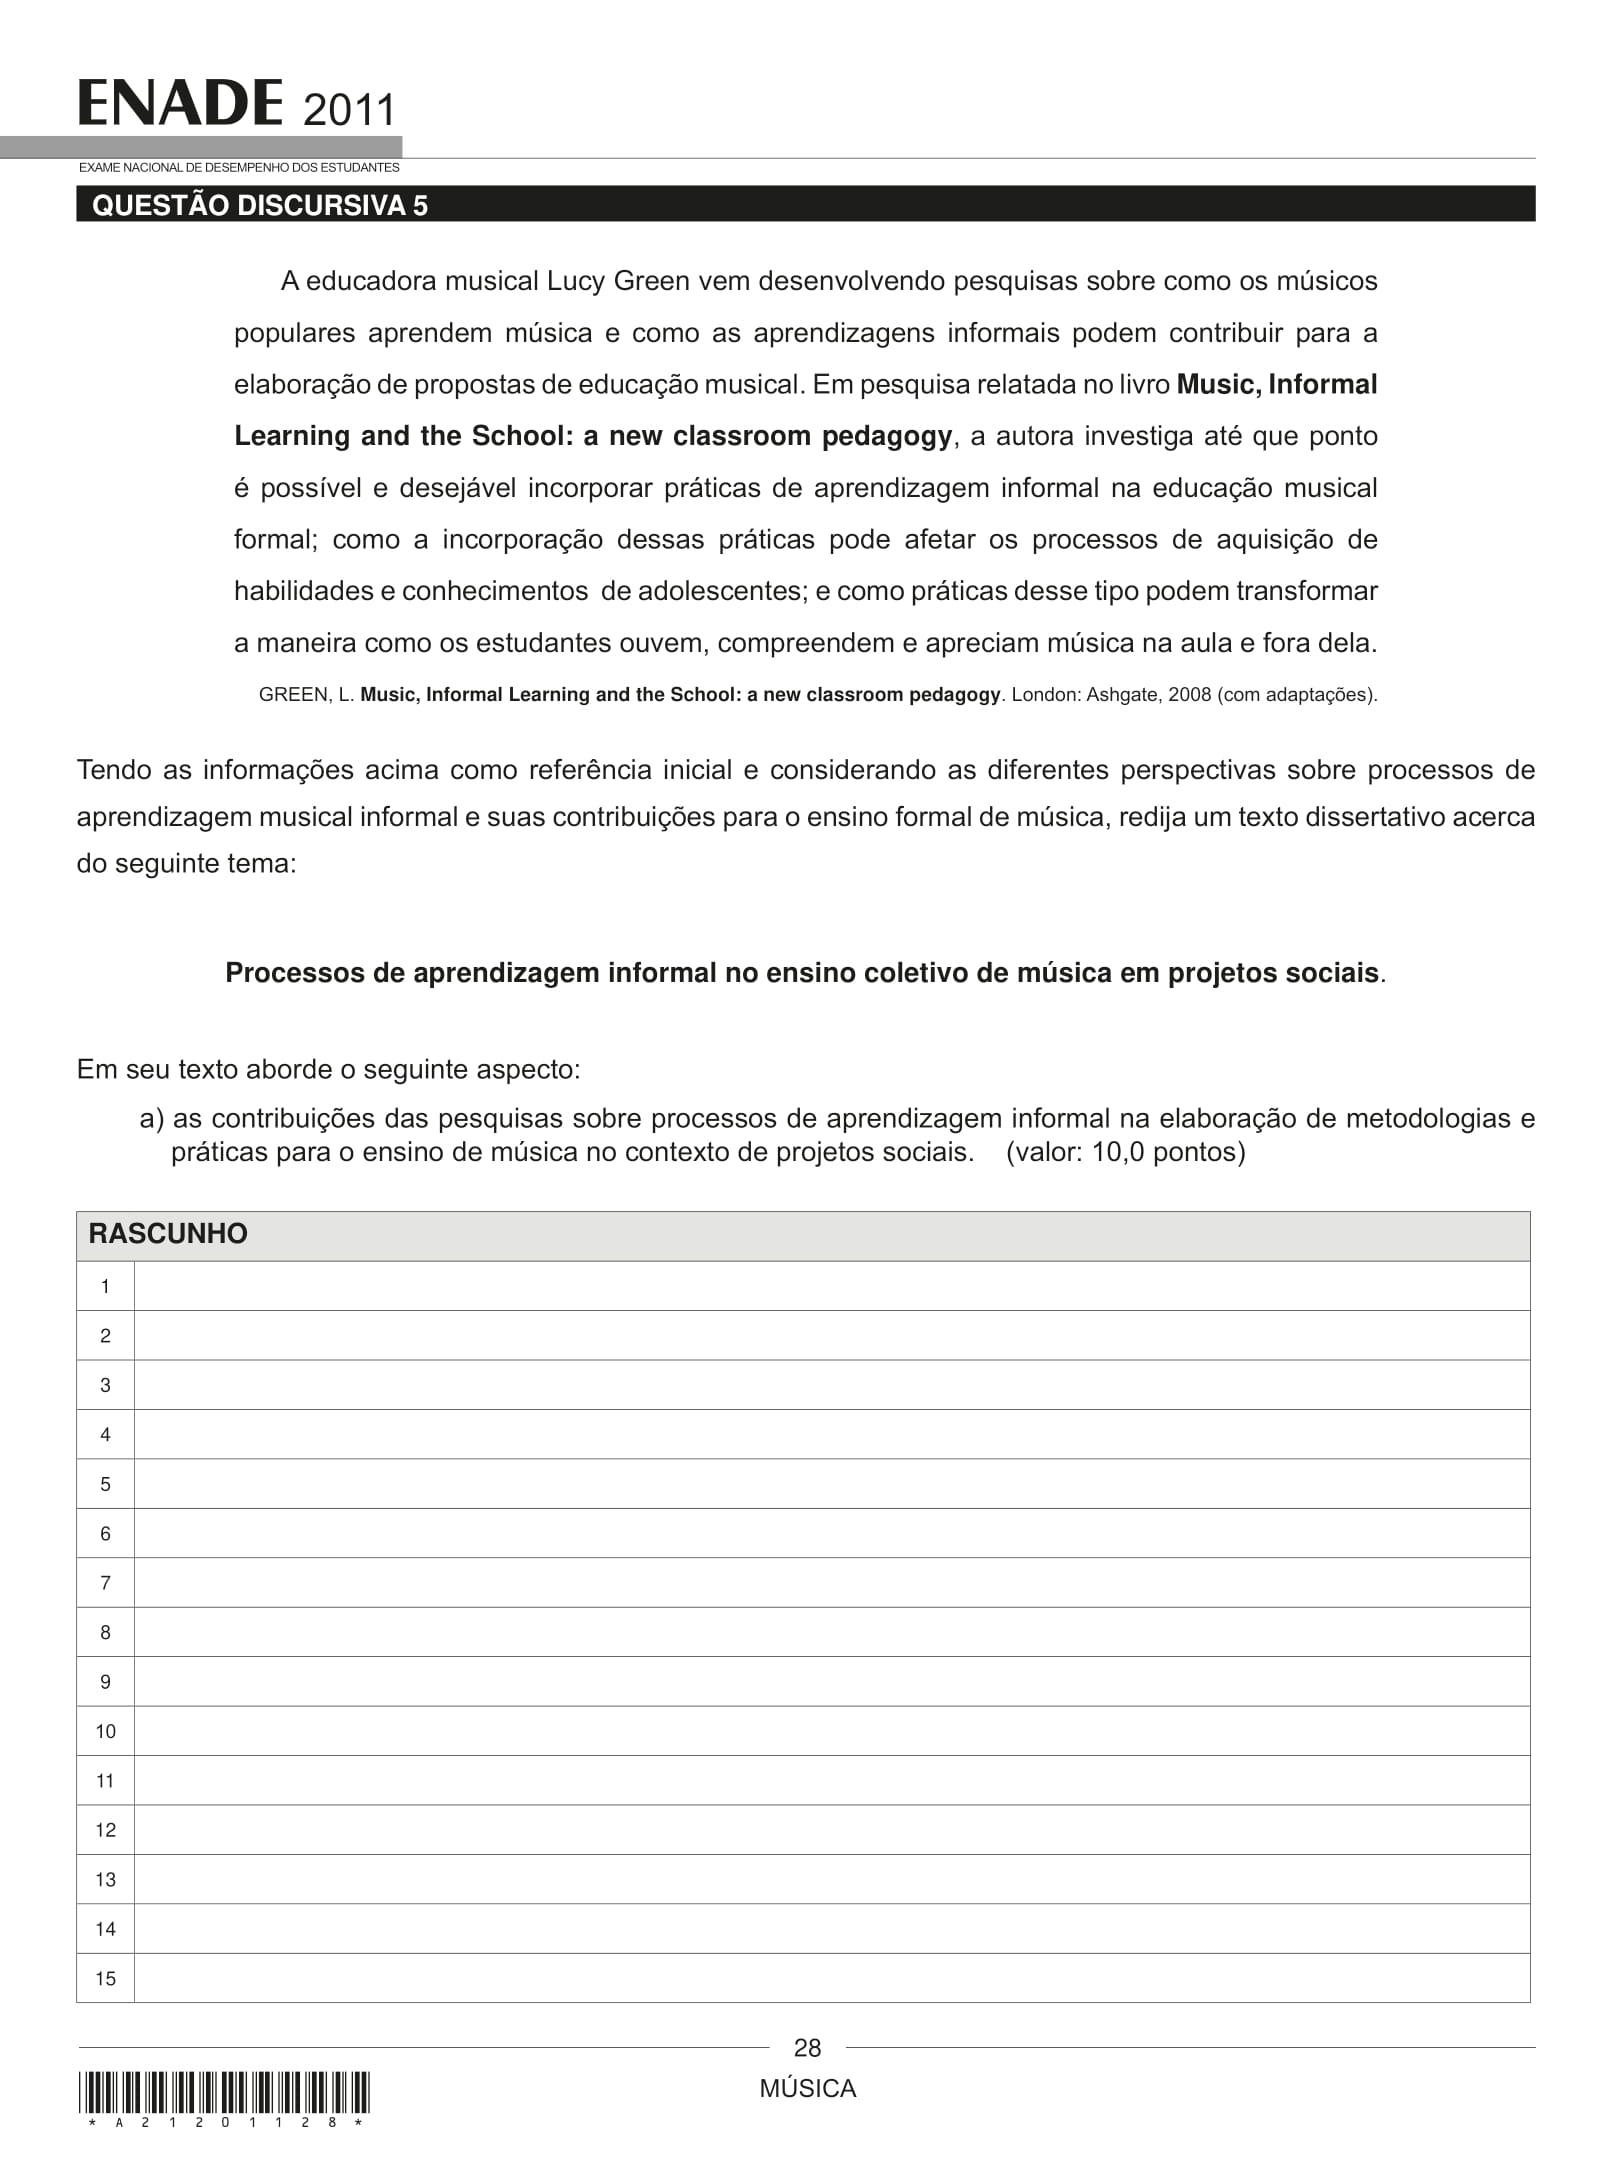 ENADE 2011
EXAME NACIONAL DE DESEMPENHO DOS ESTUDANTES
QUESTÃO DISCURSIVA 5
A educadora musical Lucy Green vem desenvolvendo pesquisas sobre como os músicos
populares aprendem música e como as aprendizagens informais podem contribuir para a
elaboração de propostas de educação musical. Em pesquisa relatada no livro Music, Informal
Learning and the School: a new classroom pedagogy, a autora investiga até que ponto
é possível e desejável incorporar práticas de aprendizagem informal na educação musical
formal; como a incorporação dessas práticas pode afetar os processos de aquisição de
habilidades e conhecimentos de adolescentes; e como práticas desse tipo podem transformar
a maneira como os estudantes ouvem, compreendem e apreciam música na aula e fora dela.
GREEN, L. Music, Informal Learning and the School: a new classroom pedagogy. London: Ashgate, 2008 (com adaptações).
Tendo as informações acima como referência inicial e considerando as diferentes perspectivas sobre processos de
aprendizagem musical informal e suas contribuições para o ensino formal de música, redija um texto dissertativo acerca
do seguinte tema:
Processos de aprendizagem informal no ensino coletivo de música em projetos sociais.
Em seu texto aborde o seguinte aspecto:
a) as contribuições das pesquisas sobre processos de aprendizagem informal na elaboração de metodologias e
práticas para o ensino de música no contexto de projetos sociais. (valor: 10,0 pontos)
RASCUNHO
1
2
3
4
5
6
7
8
9
10
11
12
13
14
15
28
MÚSICA
* A 2 1 2 0 1 1 2 8 *